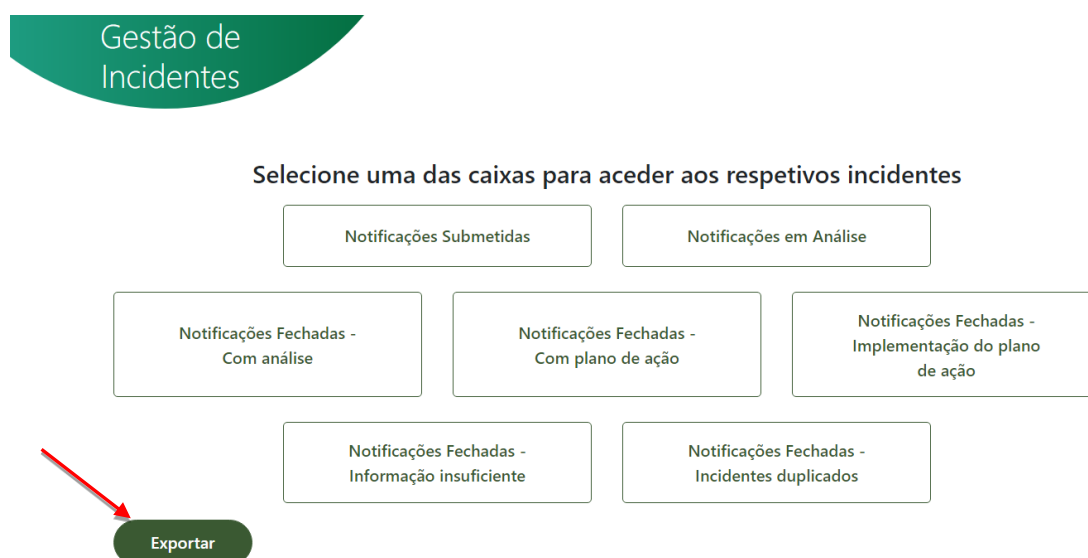 Gestão de
Incidentes
Selecione uma das caixas para aceder aos respetivos incidentes
Notificações Submetidas
Notificações em Análise
Notificações Fechadas -
Com análise
Notificações Fechadas -
Com plano de ação
Notificações Fechadas -
Implementação do plano
de ação
Notificações Fechadas -
Informação insuficiente
Notificações Fechadas -
Incidentes duplicados
Exportar